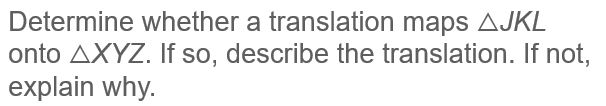 Determine whether a translation maps △JKL
onto △XYZ. If so, describe the translation. If not,
explain why.